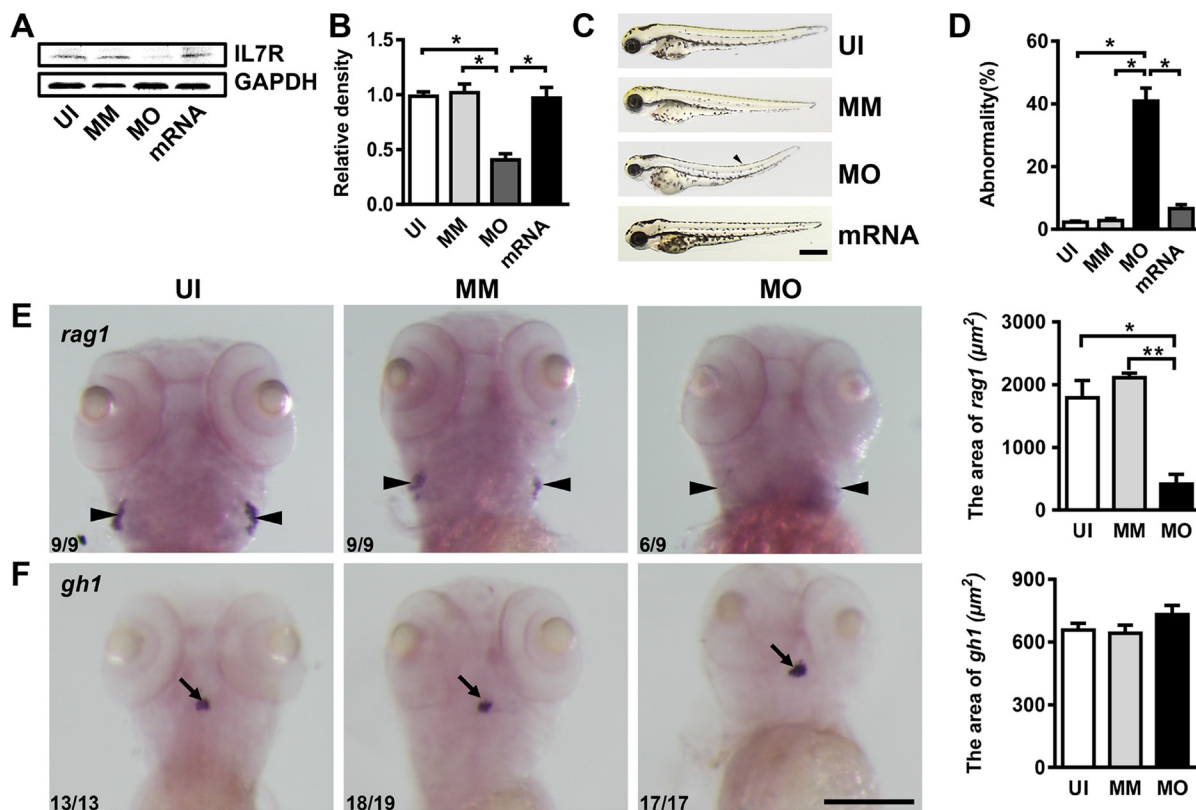 A
IL7R
GAPDH
UI MM MO mRNA
B
Relative density
1.5
1.0
0.5
0.0
* * *
UI MM MO mRNA
C
UI
MM
MO
mRNA
D
Abnormality(%)
60
40
20
0
* * *
UI MM MO mRNA
UI MM MO
E
rag1
9/9
9/9
6/9
The area of rag1 (μm²)
3000
2000
1000
0
*
**
UI MM MO
F
gh1
13/13
18/19
17/17
The area of gh1 (μm²)
900
600
300
0
UI MM MO